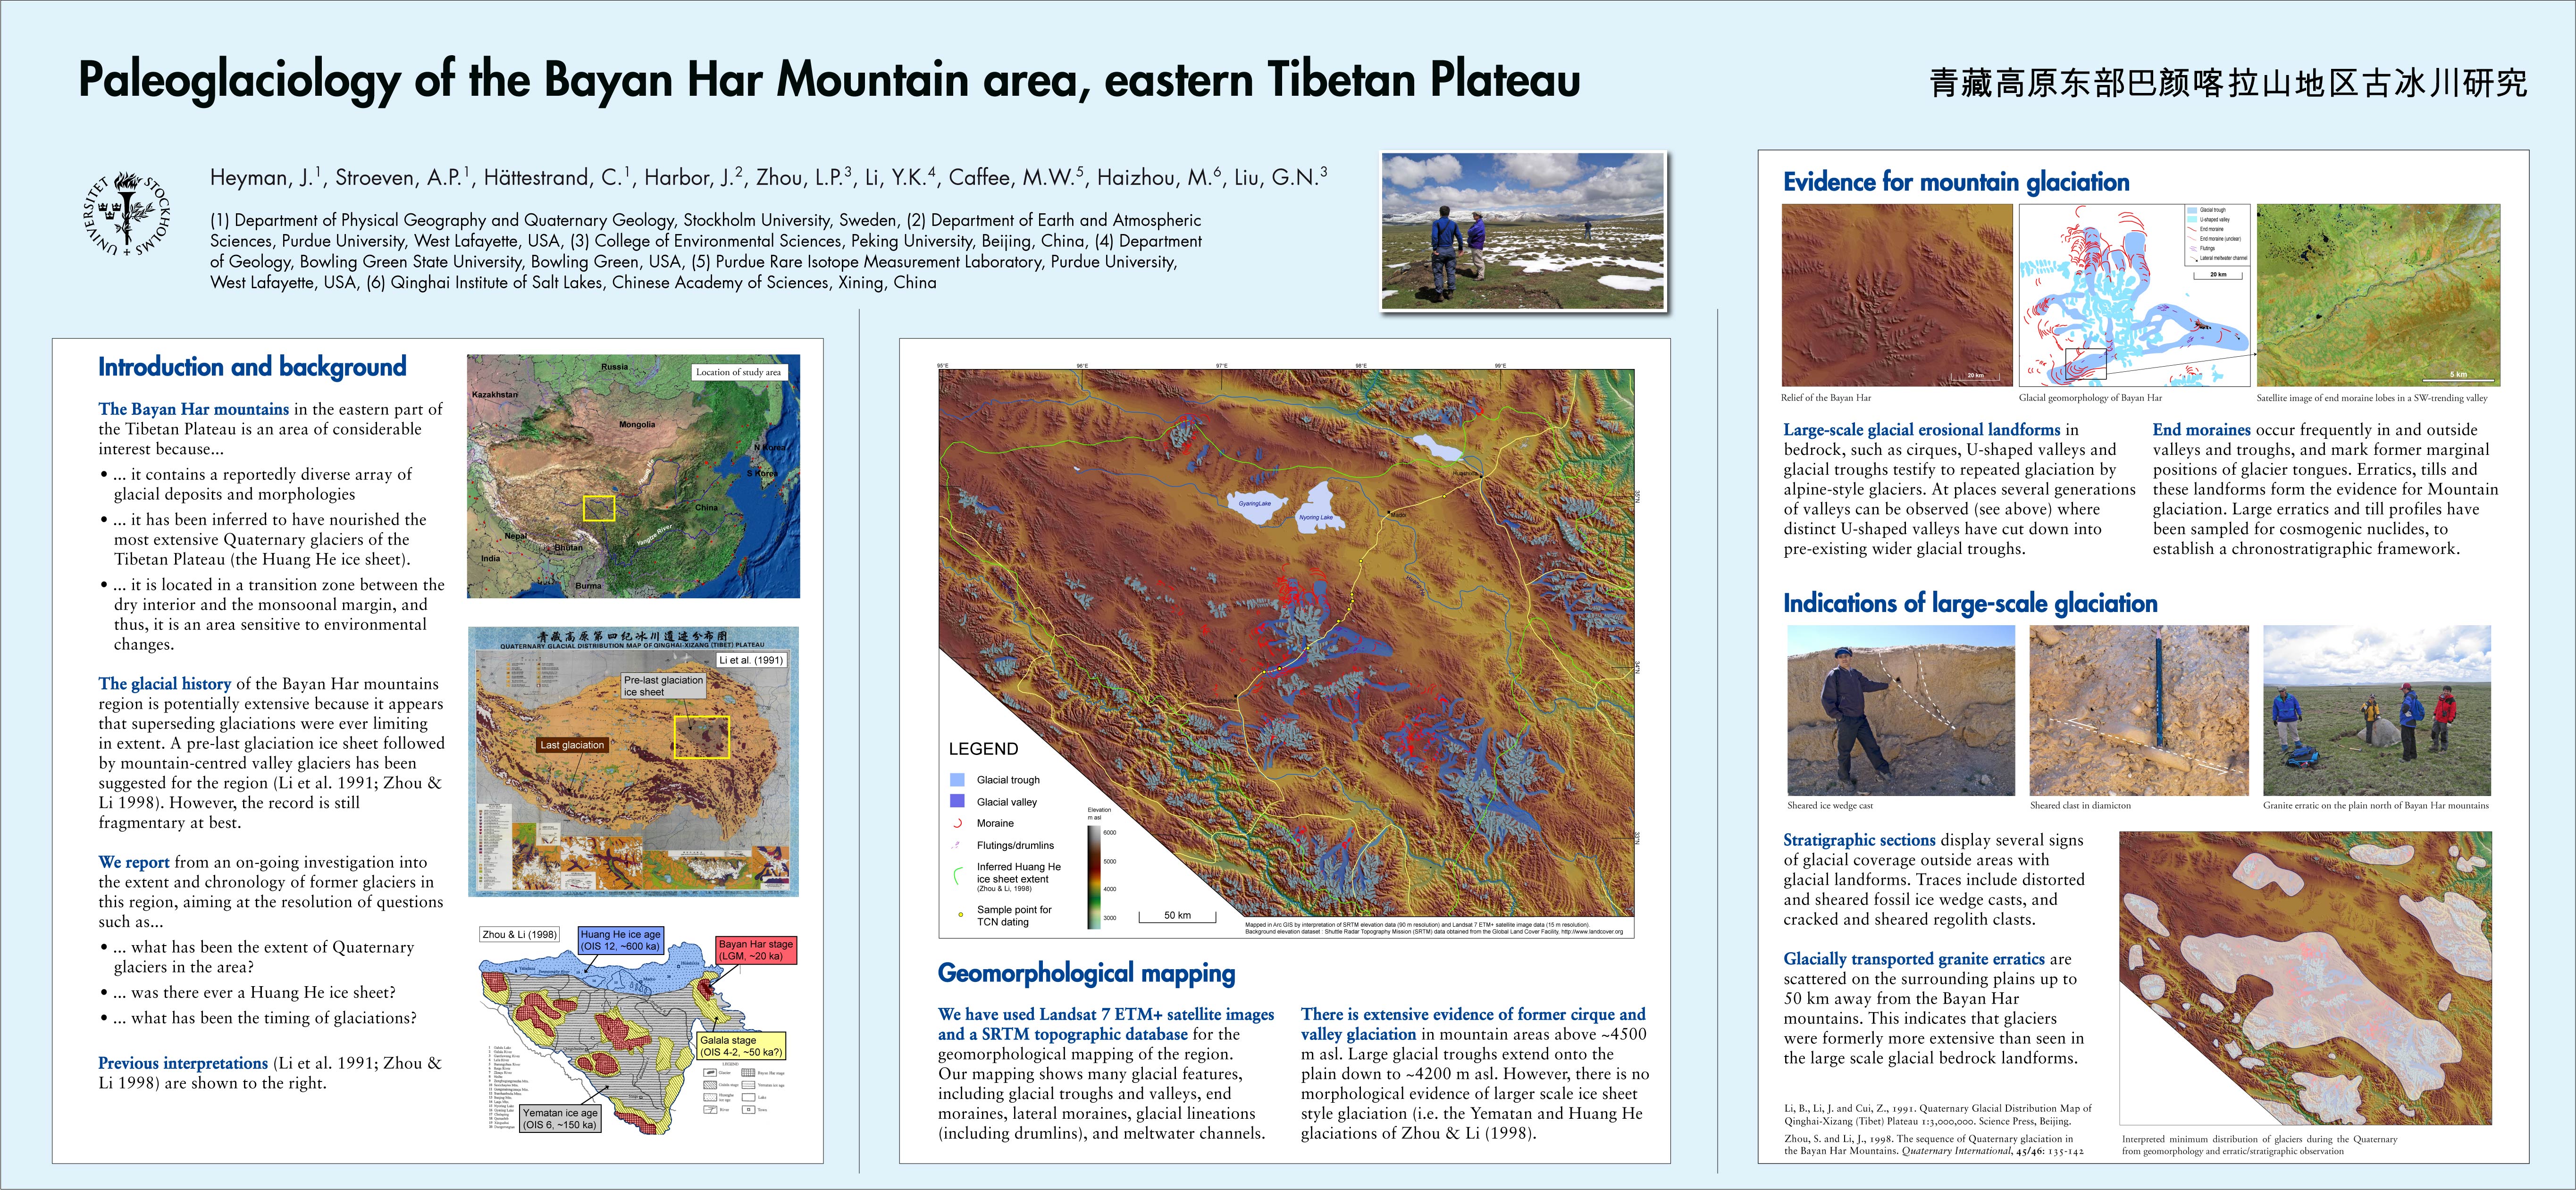 Paleoglaciology of the Bayan Har Mountain area, eastern Tibetan Plateau
青藏高原东部巴颜喀拉山地区古冰川研究
STOCKHOLMS UNIVERSITET
Heyman, J.1, Stroeven, A.P.1, Hättestrand, C.1, Harbor, J.2, Zhou, L.P.3, Li, Y.K.4, Caffee, M.W.5, Haizhou, M.6, Liu, G.N.3
(1) Department of Physical Geography and Quaternary Geology, Stockholm University, Sweden, (2) Department of Earth and Atmospheric
Sciences, Purdue University, West Lafayette, USA, (3) College of Environmental Sciences, Peking University, Beijing, China, (4) Department
of Geology, Bowling Green State University, Bowling Green, USA, (5) Purdue Rare Isotope Measurement Laboratory, Purdue University,
West Lafayette, USA, (6) Qinghai Institute of Salt Lakes, Chinese Academy of Sciences, Xining, China
Introduction and background
The Bayan Har mountains in the eastern part of
the Tibetan Plateau is an area of considerable
interest because...
• ... it contains a reportedly diverse array of
glacial deposits and morphologies
• ... it has been inferred to have nourished the
most extensive Quaternary glaciers of the
Tibetan Plateau (the Huang He ice sheet).
• ... it is located in a transition zone between the
dry interior and the monsoonal margin, and
thus, it is an area sensitive to environmental
changes.
The glacial history of the Bayan Har mountains
region is potentially extensive because it appears
that superseding glaciations were ever limiting
in extent. A pre-last glaciation ice sheet followed
by mountain-centred valley glaciers has been
suggested for the region (Li et al. 1991; Zhou &
Li 1998). However, the record is still
fragmentary at best.
We report from an on-going investigation into
the extent and chronology of former glaciers in
this region, aiming at the resolution of questions
such as...
• ... what has been the extent of Quaternary
glaciers in the area?
• ... was there ever a Huang He ice sheet?
• ... what has been the timing of glaciations?
Previous interpretations (Li et al. 1991; Zhou &
Li 1998) are shown to the right.
Location of study area
Russia
Kazakhstan
Mongolia
N Korea
S Korea
China
Yangze River
Nepal
Bhutan
India
Burma
青藏高原第四纪冰川遗迹分布图
QUATERNARY GLACIAL DISTRIBUTION MAP OF QINGHAI-XIZANG (TIBET) PLATEAU
Li et al. (1991)
Pre-last glaciation
ice sheet
Last glaciation
Zhou & Li (1998)
Huang He ice age
(OIS 12, ~600 ka)
Bayan Har stage
(LGM, ~20 ka)
Galala stage
(OIS 4-2, ~50 ka?)
Yematan ice age
(OIS 6, ~150 ka)
LEGEND
95°E
96°E
97°E
98°E
99°E
GyaringLake
Nyoring Lake
34°N
33°N
LEGEND
Glacial trough
Glacial valley
Moraine
Flutings/drumlins
Inferred Huang He
ice sheet extent
(Zhou & Li, 1998)
Sample point for
TCN dating
Elevation
m asl
6000
5000
4000
3000
50 km
Mapped in Arc GIS by interpretation of SRTM elevation data (90 m resolution) and Landsat 7 ETM+ satellite image data (15 m resolution).
Background elevation dataset : Shuttle Radar Topography Mission (SRTM) data obtained from the Global Land Cover Facility, http://www.landcover.org
Geomorphological mapping
We have used Landsat 7 ETM+ satellite images
and a SRTM topographic database for the
geomorphological mapping of the region.
Our mapping shows many glacial features,
including glacial troughs and valleys, end
moraines, lateral moraines, glacial lineations
(including drumlins), and meltwater channels.
There is extensive evidence of former cirque and
valley glaciation in mountain areas above ~4500
m asl. Large glacial troughs extend onto the
plain down to ~4200 m asl. However, there is no
morphological evidence of larger scale ice sheet
style glaciation (i.e. the Yematan and Huang He
glaciations of Zhou & Li (1998).
Evidence for mountain glaciation
20 km
Glacial trough
U-shaped valley
End moraine
End moraine (unclear)
Flutings
Lateral meltwater channel
20 km
5 km
Relief of the Bayan Har
Glacial geomorphology of Bayan Har
Satellite image of end moraine lobes in a SW-trending valley
Large-scale glacial erosional landforms in
bedrock, such as cirques, U-shaped valleys and
glacial troughs testify to repeated glaciation by
alpine-style glaciers. At places several generations
of valleys can be observed (see above) where
distinct U-shaped valleys have cut down into
pre-existing wider glacial troughs.
End moraines occur frequently in and outside
valleys and troughs, and mark former marginal
positions of glacier tongues. Erratics, tills and
these landforms form the evidence for Mountain
glaciation. Large erratics and till profiles have
been sampled for cosmogenic nuclides, to
establish a chronostratigraphic framework.
Indications of large-scale glaciation
Sheared ice wedge cast
Sheared clast in diamicton
Granite erratic on the plain north of Bayan Har mountains
Stratigraphic sections display several signs
of glacial coverage outside areas with
glacial landforms. Traces include distorted
and sheared fossil ice wedge casts, and
cracked and sheared regolith clasts.
Glacially transported granite erratics are
scattered on the surrounding plains up to
50 km away from the Bayan Har
mountains. This indicates that glaciers
were formerly more extensive than seen in
the large scale glacial bedrock landforms.
Li, B., Li, J. and Cui, Z., 1991. Quaternary Glacial Distribution Map of
Qinghai-Xizang (Tibet) Plateau 1:3,000,000. Science Press, Beijing.
Zhou, S. and Li, J., 1998. The sequence of Quaternary glaciation in
the Bayan Har Mountains. Quaternary International, 45/46: 135-142
Interpreted minimum distribution of glaciers during the Quaternary
from geomorphology and erratic/stratigraphic observation